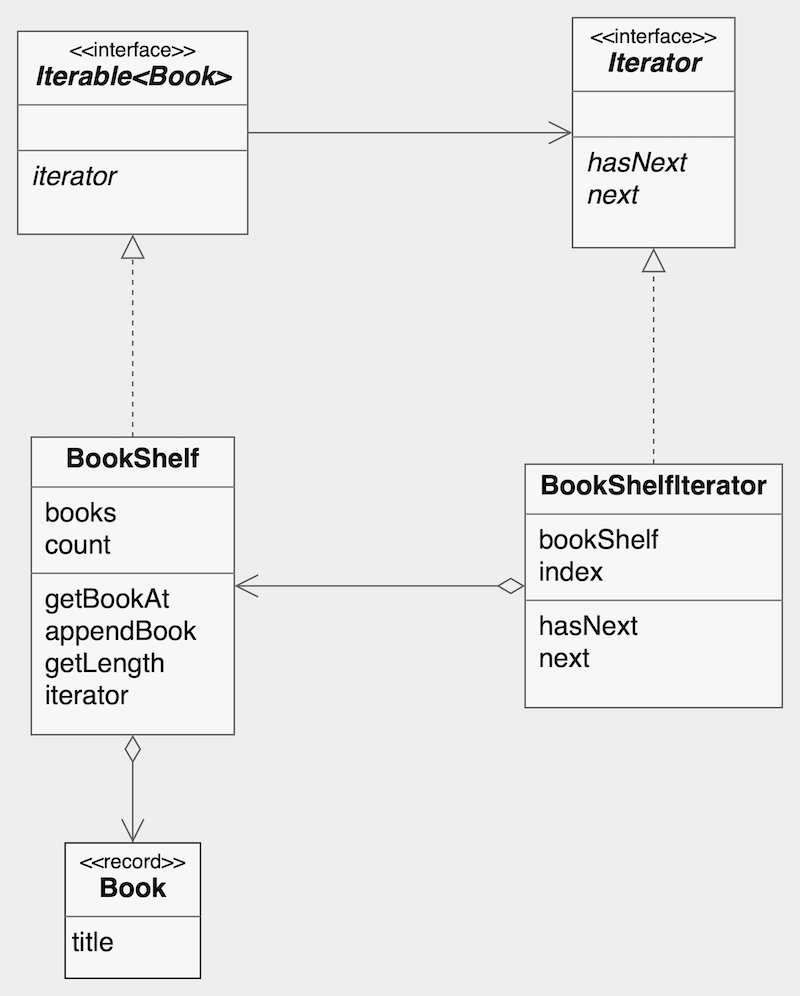 <<interface>>
Iterable<Book>
iterator
<<interface>>
Iterator
hasNext
next
BookShelf
books
count
getBookAt
appendBook
getLength
iterator
BookShelfIterator
bookShelf
index
hasNext
next
<<record>>
Book
title